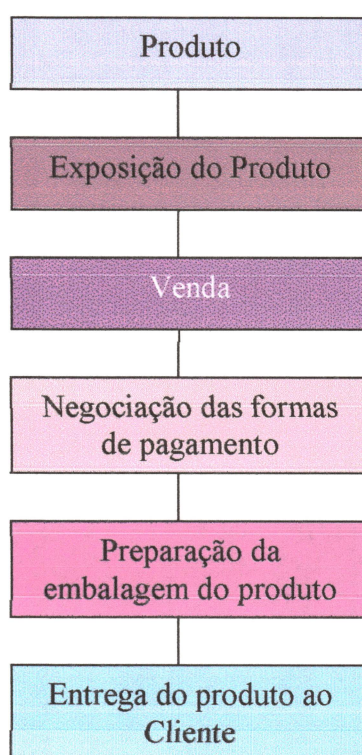 Produto
Exposição do Produto
Venda
Negociação das formas
de pagamento
Preparação da
embalagem do produto
Entrega do produto ao
Cliente